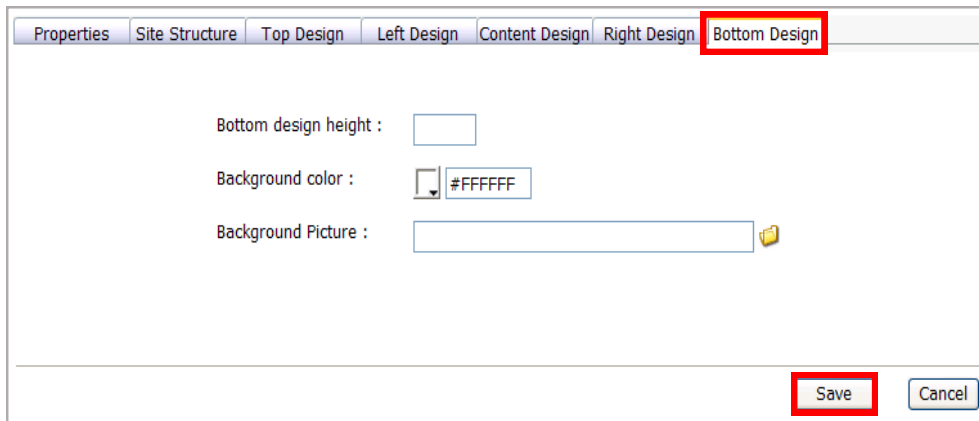 Properties Site Structure Top Design Left Design Content Design Right Design Bottom Design
Bottom design height :
Background color : #FFFFFF
Background Picture :
Save Cancel